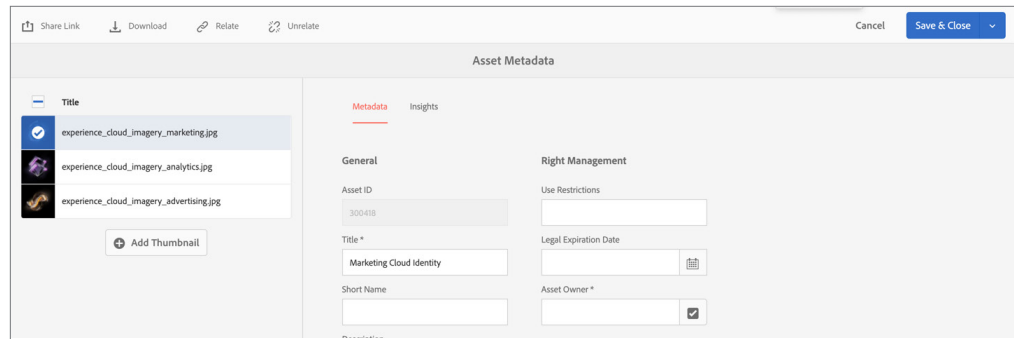 Share Link Download Relate Unrelate Cancel Save & Close
Asset Metadata
Title
experience_cloud_imagery_marketing.jpg
experience_cloud_imagery_analytics.jpg
experience_cloud_imagery_advertising.jpg
Add Thumbnail
Metadata Insights
General
Asset ID
300418
Title *
Marketing Cloud Identity
Short Name
Right Management
Use Restrictions
Legal Expiration Date
Asset Owner *